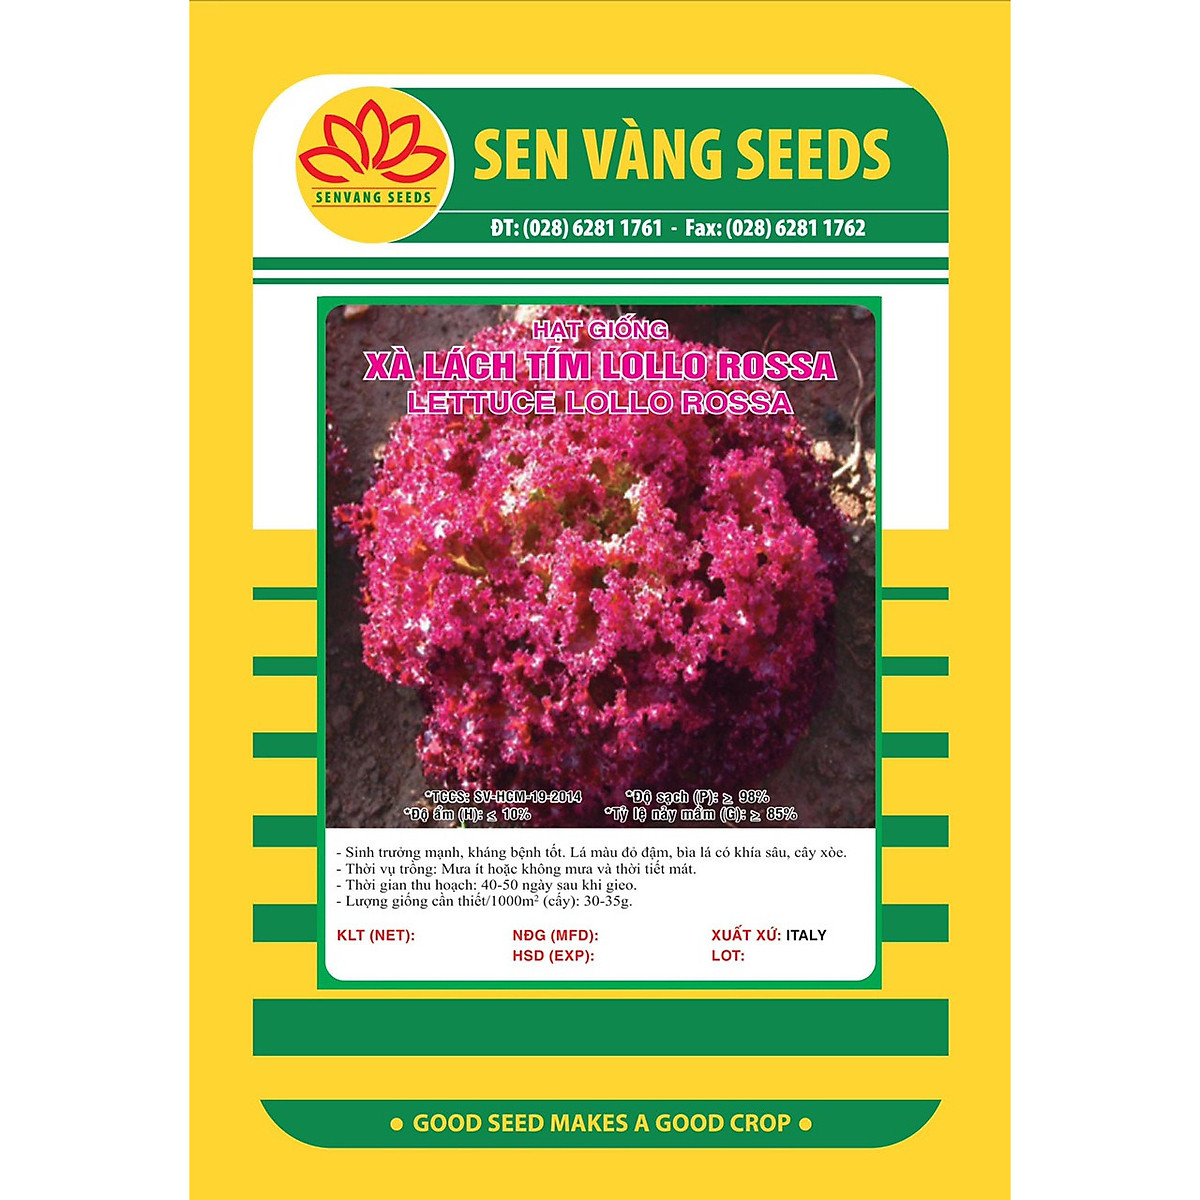 SENVANG SEEDS
SEN VÀNG SEEDS
ĐT: (028) 6281 1761 - Fax: (028) 6281 1762
HẠT GIỐNG
XÀ LÁCH TÍM LOLLO ROSSA
LETTUCE LOLLO ROSSA
*TCCS: SV-HCM-19-2014 *Độ sạch (P): ≥ 98%
*Độ ẩm (H): ≤ 10% *Tỷ lệ nảy mầm (G): ≥ 85%
- Sinh trưởng mạnh, kháng bệnh tốt. Lá màu đỏ đậm, bìa lá có khía sâu, cây xòe.
- Thời vụ trồng: Mưa ít hoặc không mưa và thời tiết mát.
- Thời gian thu hoạch: 40-50 ngày sau khi gieo.
- Lượng giống cần thiết/1000m² (cấy): 30-35g.
KLT (NET): NĐG (MFD): XUẤT XỨ: ITALY
HSD (EXP): LOT:
• GOOD SEED MAKES A GOOD CROP •